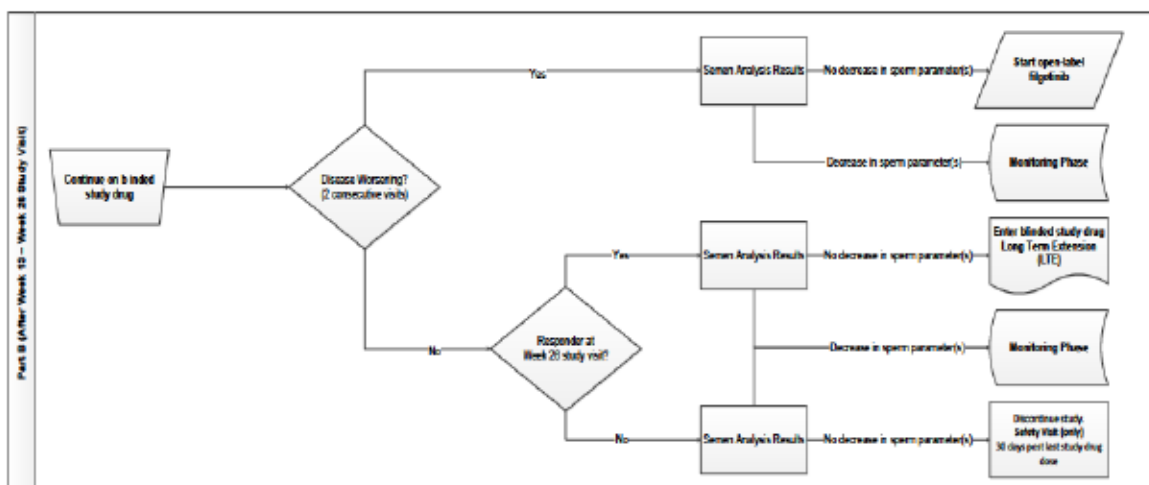 Part B (After Week 13 – Week 26 Study Visit)
Continue on blinded
study drug
Disease Worsening?
(2 consecutive visits)
Yes
Semen Analysis Results
No decrease in sperm parameter(s)
Start open-label
filgotinib
Decrease in sperm parameter(s)
Monitoring Phase
No
Responder at
Week 26 study visit?
Yes
Semen Analysis Results
No decrease in sperm parameter(s)
Enter blinded study drug
Long Term Extension
(LTE)
Decrease in sperm parameter(s)
Monitoring Phase
No
Semen Analysis Results
No decrease in sperm parameter(s)
Discontinue study.
Safety Visit (only)
30 days post last study drug
dose